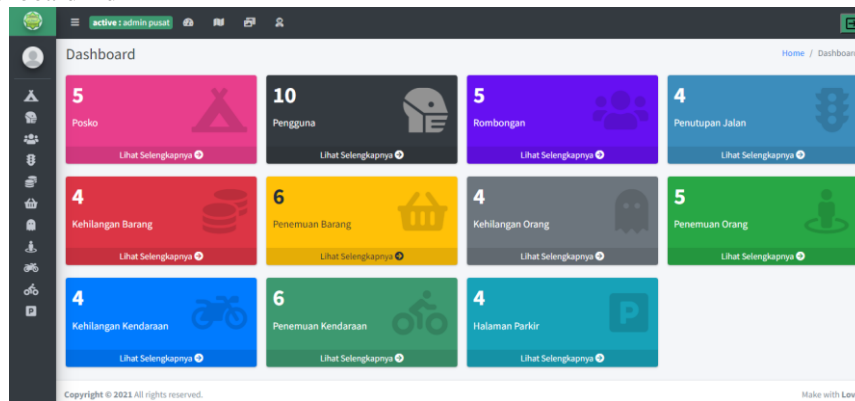 active : admin pusat
Dashboard
Home / Dashboar
5
Posko
Lihat Selengkapnya
10
Pengguna
Lihat Selengkapnya
5
Rombongan
Lihat Selengkapnya
4
Penutupan Jalan
Lihat Selengkapnya
4
Kehilangan Barang
Lihat Selengkapnya
6
Penemuan Barang
Lihat Selengkapnya
4
Kehilangan Orang
Lihat Selengkapnya
5
Penemuan Orang
Lihat Selengkapnya
4
Kehilangan Kendaraan
Lihat Selengkapnya
6
Penemuan Kendaraan
Lihat Selengkapnya
4
Halaman Parkir
P
Lihat Selengkapnya
Copyright © 2021 All rights reserved.
Make with Lov